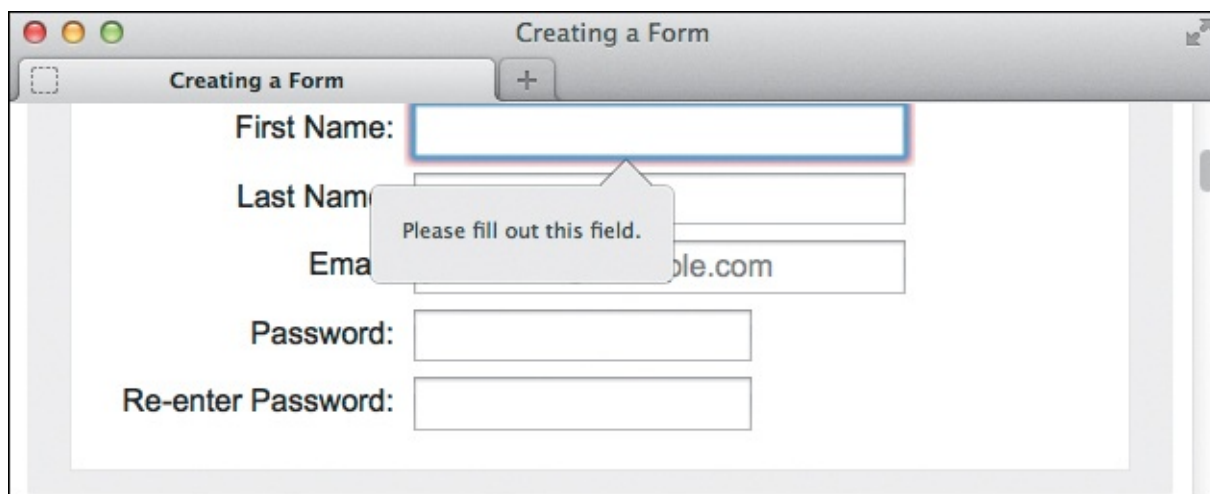 Creating a Form
Creating a Form
First Name:
Last Nam
Please fill out this field.
Ema
ple.com
Password:
Re-enter Password: